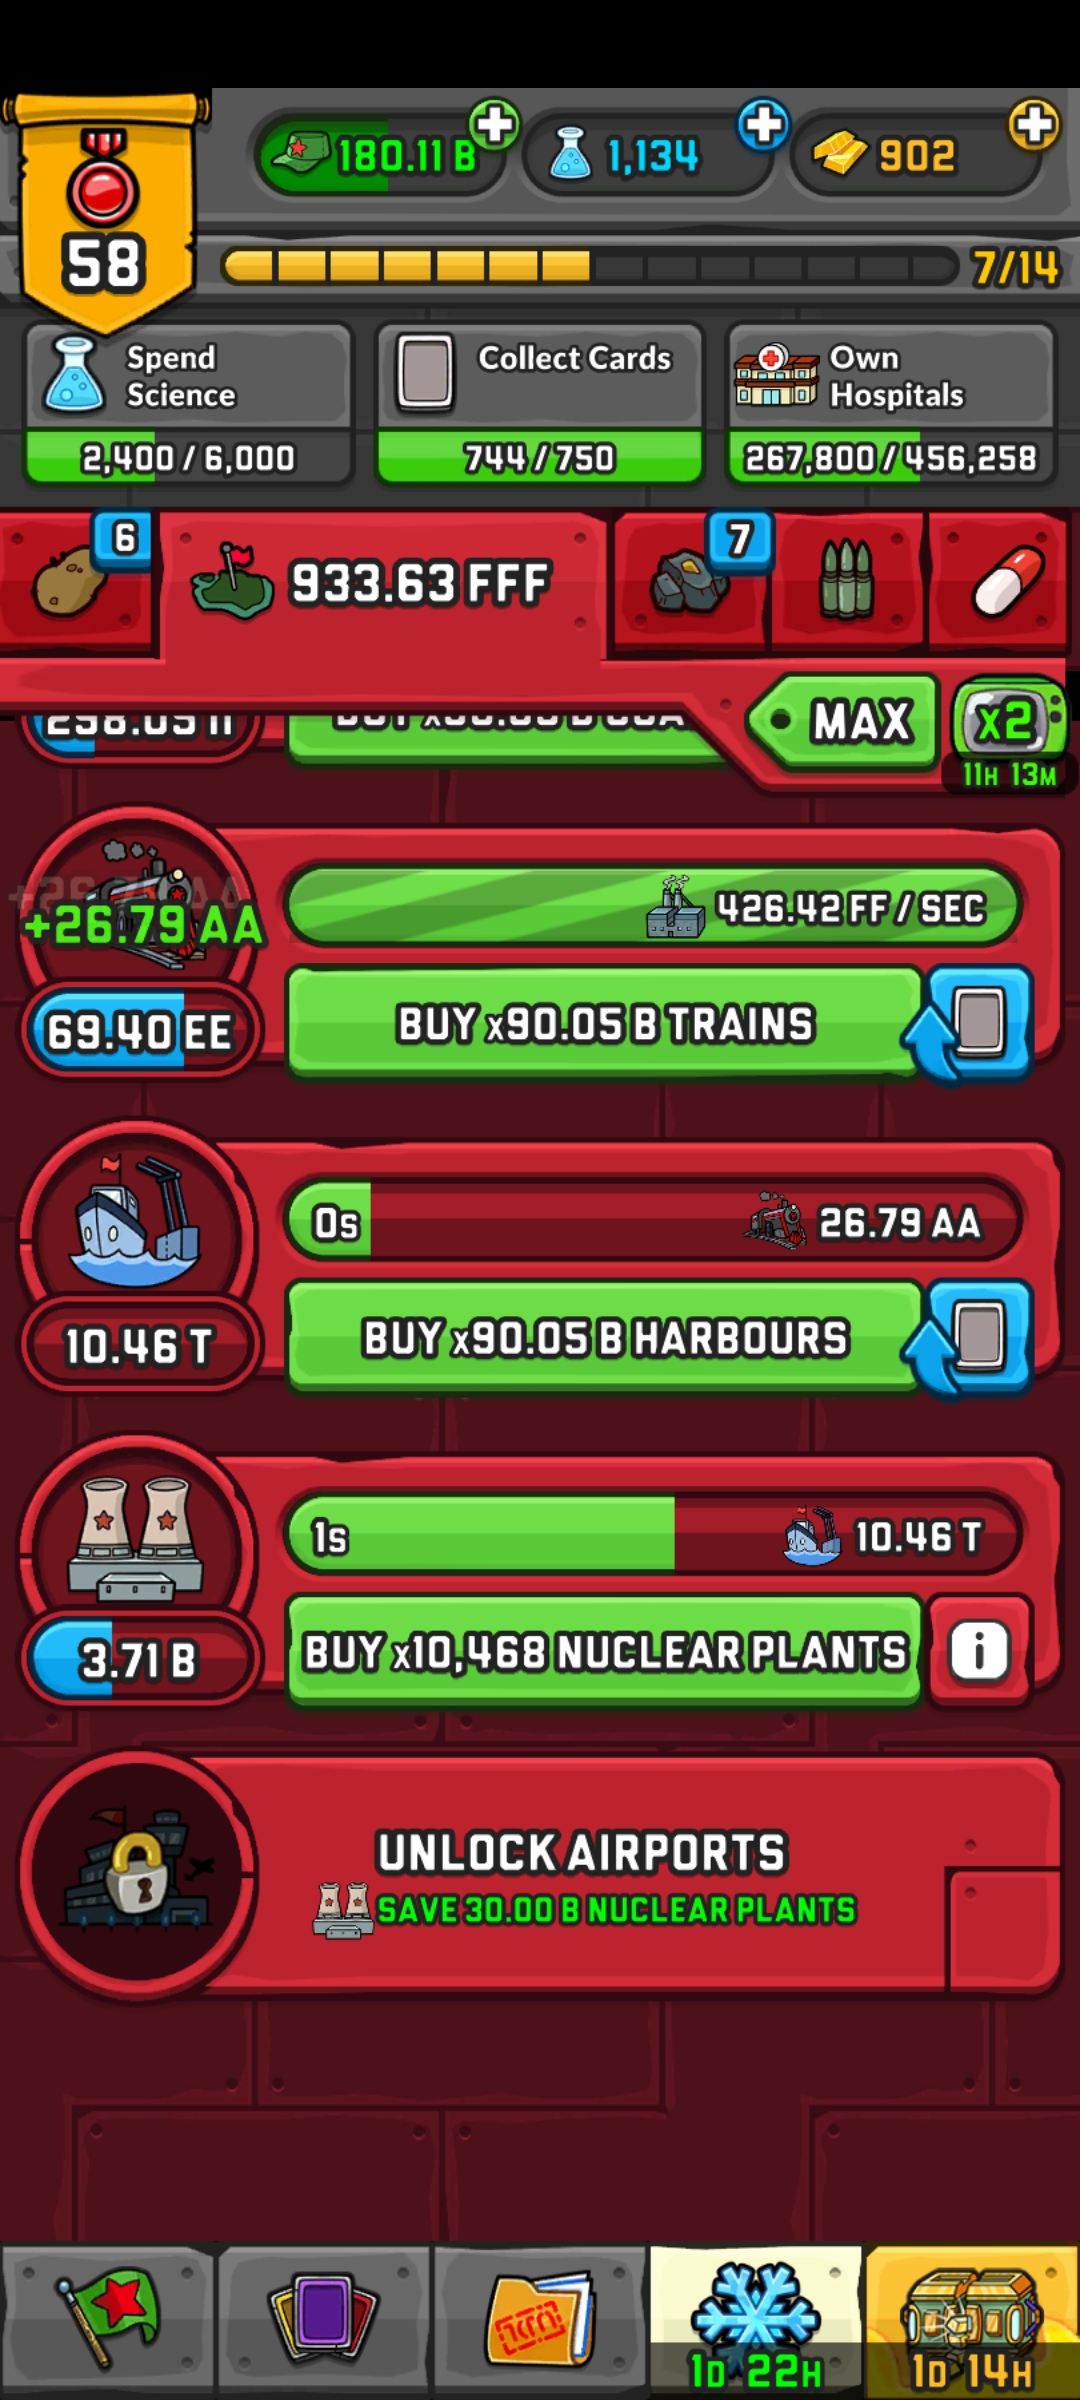 58
180.11 B
1,134
902
7/14
Spend
Science
2,400 / 6,000
Collect Cards
744 / 750
Own
Hospitals
267,800 / 456,258
6
933.63 FFF
7
MAX
x2
11H 13M
+26.79 AA
426.42 FF / SEC
69.40 EE
BUY x90.05 B TRAINS
0s
26.79 AA
10.46 T
BUY x90.05 B HARBOURS
1s
10.46 T
3.71 B
BUY x10,468 NUCLEAR PLANTS
i
UNLOCK AIRPORTS
SAVE 30.00 B NUCLEAR PLANTS
1D 22H
1D 14H